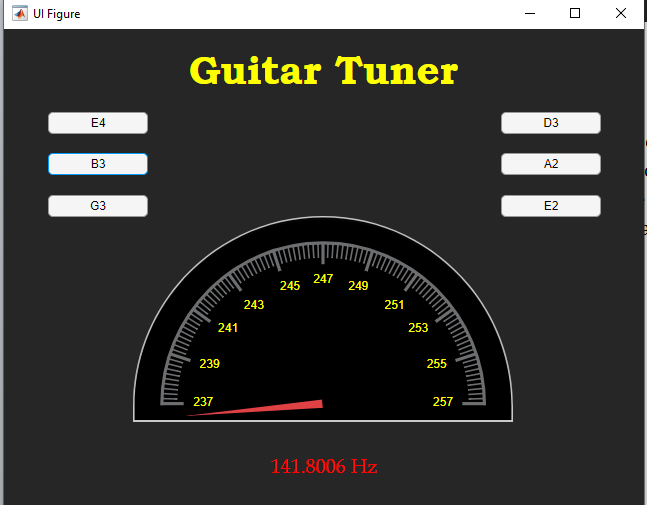 UI Figure
Guitar Tuner
E4
D3
B3
A2
G3
E2
237
239
241
243
245
247
249
251
253
255
257
141.8006 Hz